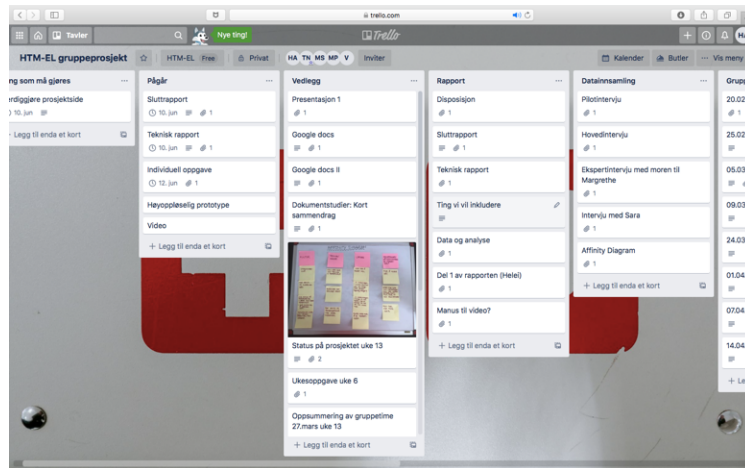 trello.com
Tavler
Nye ting!
Trello
HA
HTM-EL gruppeprosjekt
HTM-EL Free
Privat
HA TN MS MP V
Inviter
Kalender
Butler
Vis meny
ng som må gjøres
erdiggjøre prosjektside
10. jun
Legg til enda et kort
Pågår
Sluttrapport
10. jun 1
Teknisk rapport
10. jun 1
Individuell oppgave
12. jun 1
Høyoppløselig prototype
Video
+ Legg til enda et kort
Vedlegg
Presentasjon 1
1
Google docs
1
Google docs II
1
Dokumentstudier: Kort
sammendrag
1
Status på prosjektet uke 13
2
Ukesoppgave uke 6
1
Oppsummering av gruppetime
27.mars uke 13
+ Legg til enda et kort
Rapport
Disposisjon
1
Sluttrapport
1
Teknisk rapport
1
Ting vi vil inkludere
Data og analyse
1
Del 1 av rapporten (Helei)
1
Manus til video?
1
+ Legg til enda et kort
Datainnsamling
Pilotintervju
1
Hovedintervju
1
Ekspertintervju med moren til
Margrethe
1
Intervju med Sara
1
Affinity Diagram
1
+ Legg til enda et kort
Grupp
20.02
1
25.02
05.03
09.03
24.03
01.04
07.04
14.04
+ Le